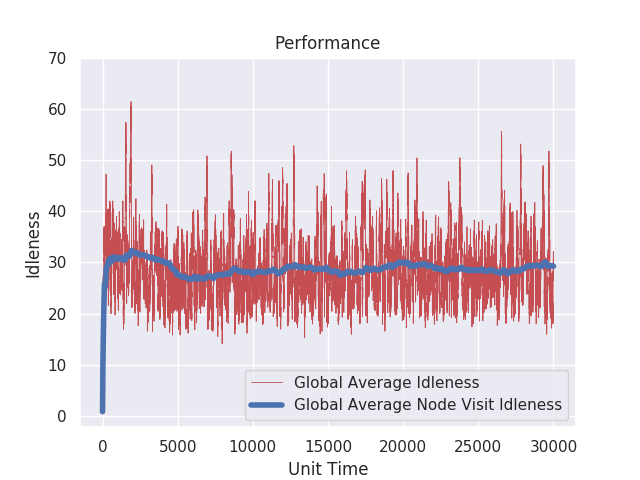 Performance
70
60
50
40
30
20
10
0
Idleness
Global Average Idleness
Global Average Node Visit Idleness
0 5000 10000 15000 20000 25000 30000
Unit Time